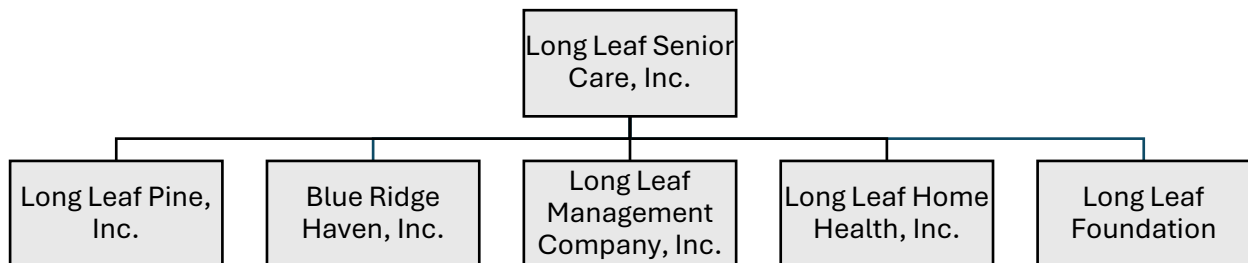 Long Leaf Senior
Care, Inc.
Long Leaf Pine,
Inc.
Blue Ridge
Haven, Inc.
Long Leaf
Management
Company, Inc.
Long Leaf Home
Health, Inc.
Long Leaf
Foundation